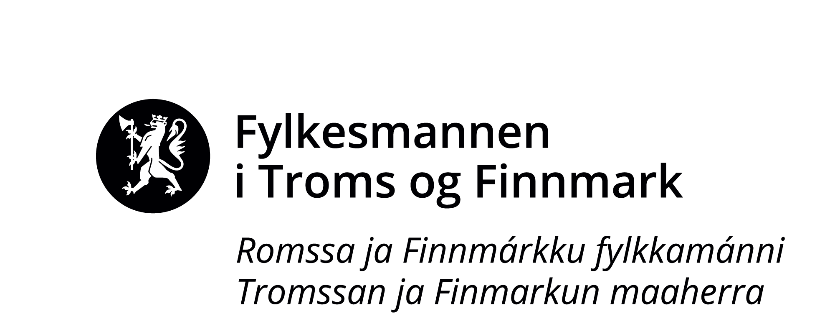 Fylkesmannen
i Troms og Finnmark
Romssa ja Finnmárkku fylkkamánni
Tromssan ja Finmarkun maaherra